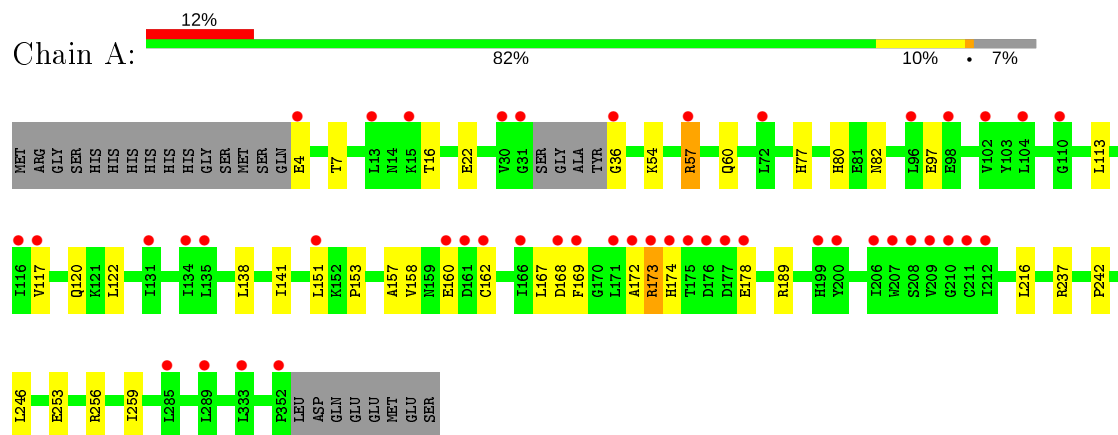 12%
Chain A:
82% 10% • 7%
MET ARG GLY SER HIS HIS HIS HIS HIS HIS GLY SER MET SER GLN E4 T7 L13 N14 K15 T16 E22 V30 G31 SER GLY ALA TYR G36 K54 R57 Q60 L72 H77 H80 E81 N82 L96 E97 E98 V102 Y103 L104 G110 L113
I116 V117 Q120 K121 L122 I131 I134 L135 L138 I141 L151 K152 P153 A157 V158 N159 E160 D161 C162 I166 L167 D168 F169 G170 L171 A172 R173 H174 T175 D176 D177 E178 R189 H199 Y200 I206 W207 S208 V209 G210 C211 I212 L216 R237 P242
L246 E253 R256 I259 L285 L289 L333 P352 LEU ASP GLN GLU GLU MET GLU SER